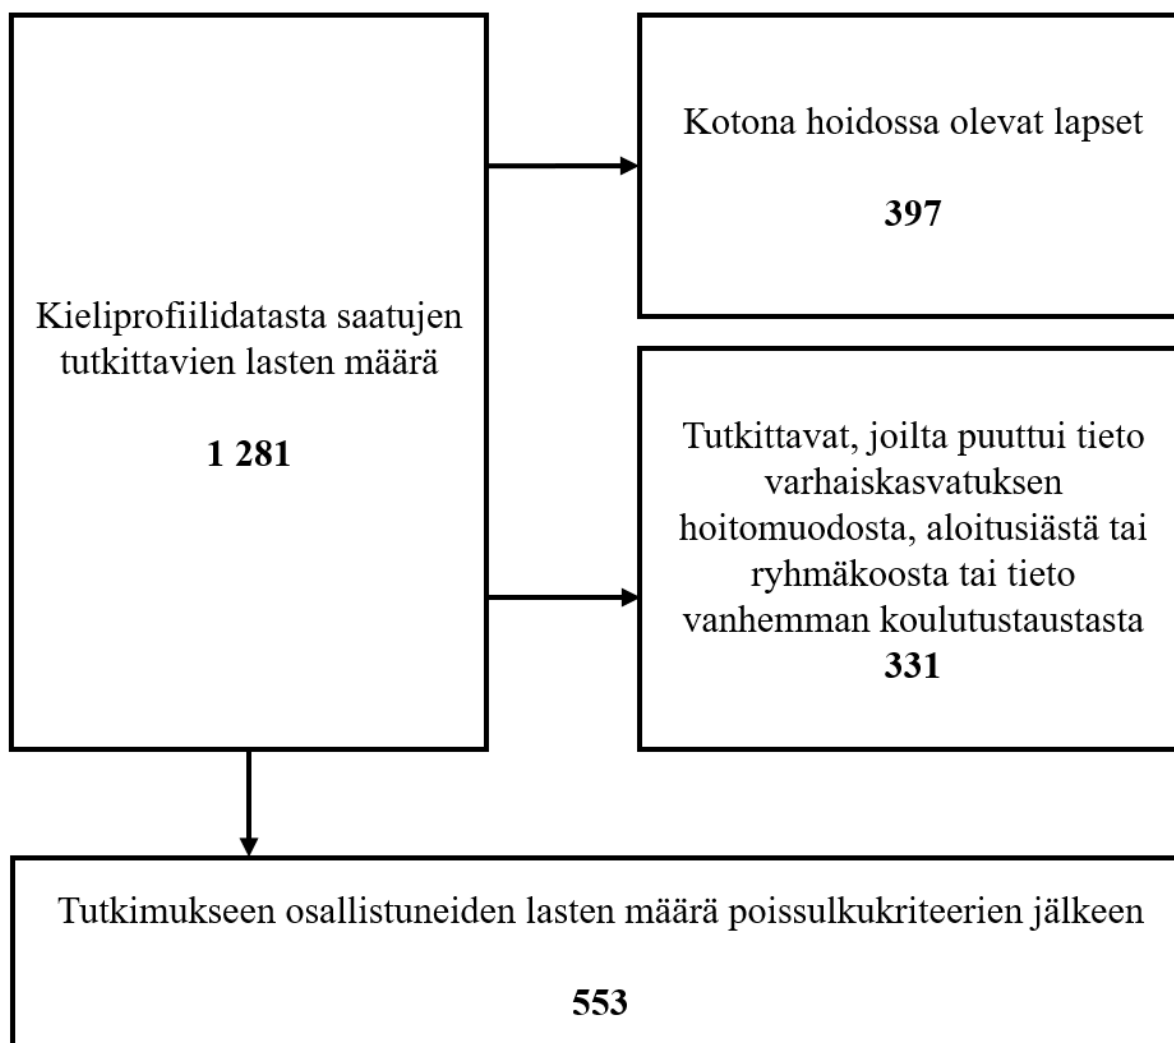 Kieliprofiilidatasta saatujen
tutkittavien lasten määrä
1 281
Kotona hoidossa olevat lapset
397
Tutkittavat, joilta puuttui tieto
varhaiskasvatuksen
hoitomuodosta, aloitusiästä tai
ryhmäkoosta tai tieto
vanhemman koulutustaustasta
331
Tutkimukseen osallistuneiden lasten määrä poissulkukriteerien jälkeen
553